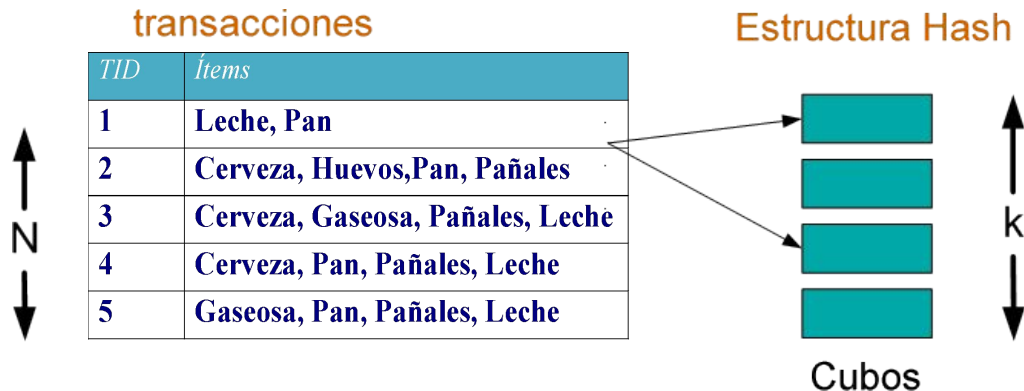 transacciones
Estructura Hash
TID Ítems
1 Leche, Pan
2 Cerveza, Huevos,Pan, Pañales
3 Cerveza, Gaseosa, Pañales, Leche
4 Cerveza, Pan, Pañales, Leche
5 Gaseosa, Pan, Pañales, Leche
N
k
Cubos